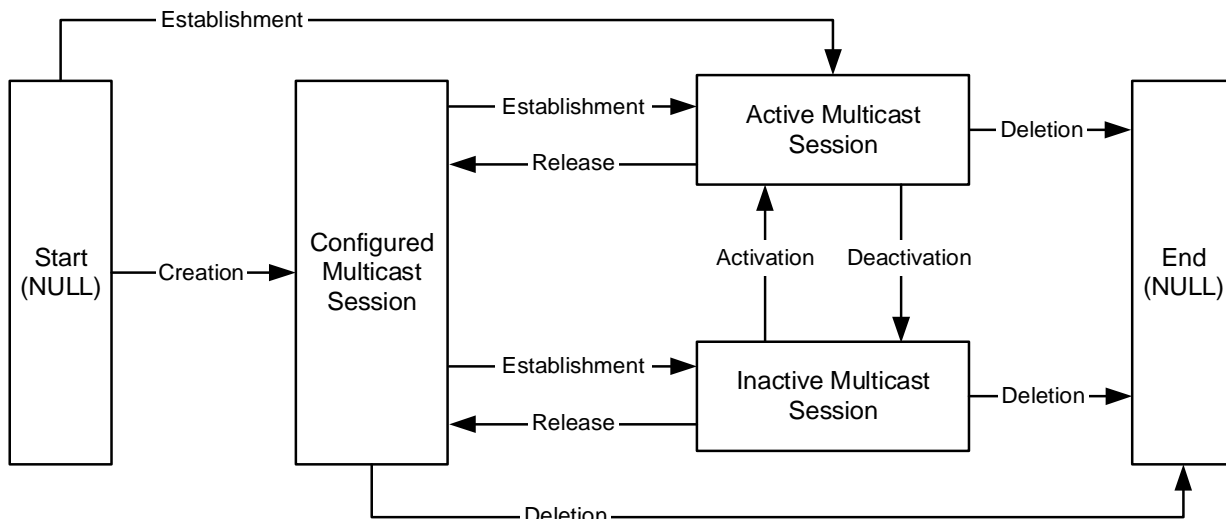 Establishment
Start
(NULL)
Creation
Configured
Multicast
Session
Establishment
Release
Establishment
Release
Active Multicast
Session
Activation
Deactivation
Inactive Multicast
Session
Deletion
Deletion
End
(NULL)
Deletion